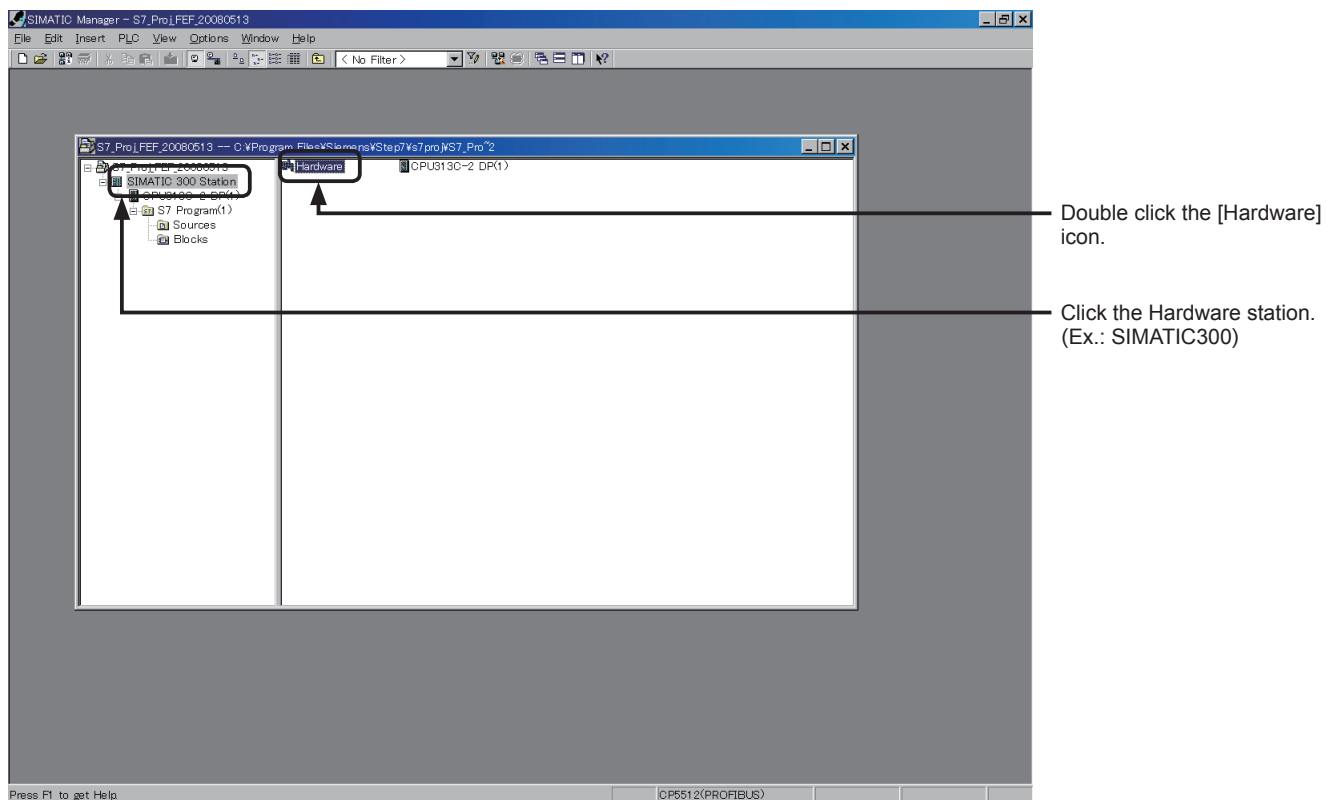 SIMATIC Manager - S7_Proj_FEF_20080513
File Edit Insert PLC View Options Window Help
< No Filter >
S7_Proj_FEF_20080513 -- C:¥Program Files¥Siemens¥Step7¥s7proj¥S7_Pro~2
S7_Proj_FEF_20080513
SIMATIC 300 Station
CPU313C-2 DP(1)
S7 Program(1)
Sources
Blocks
Hardware
CPU313C-2 DP(1)
Double click the [Hardware]
icon.
Click the Hardware station.
(Ex.: SIMATIC300)
Press F1 to get Help.
CP5512(PROFIBUS)